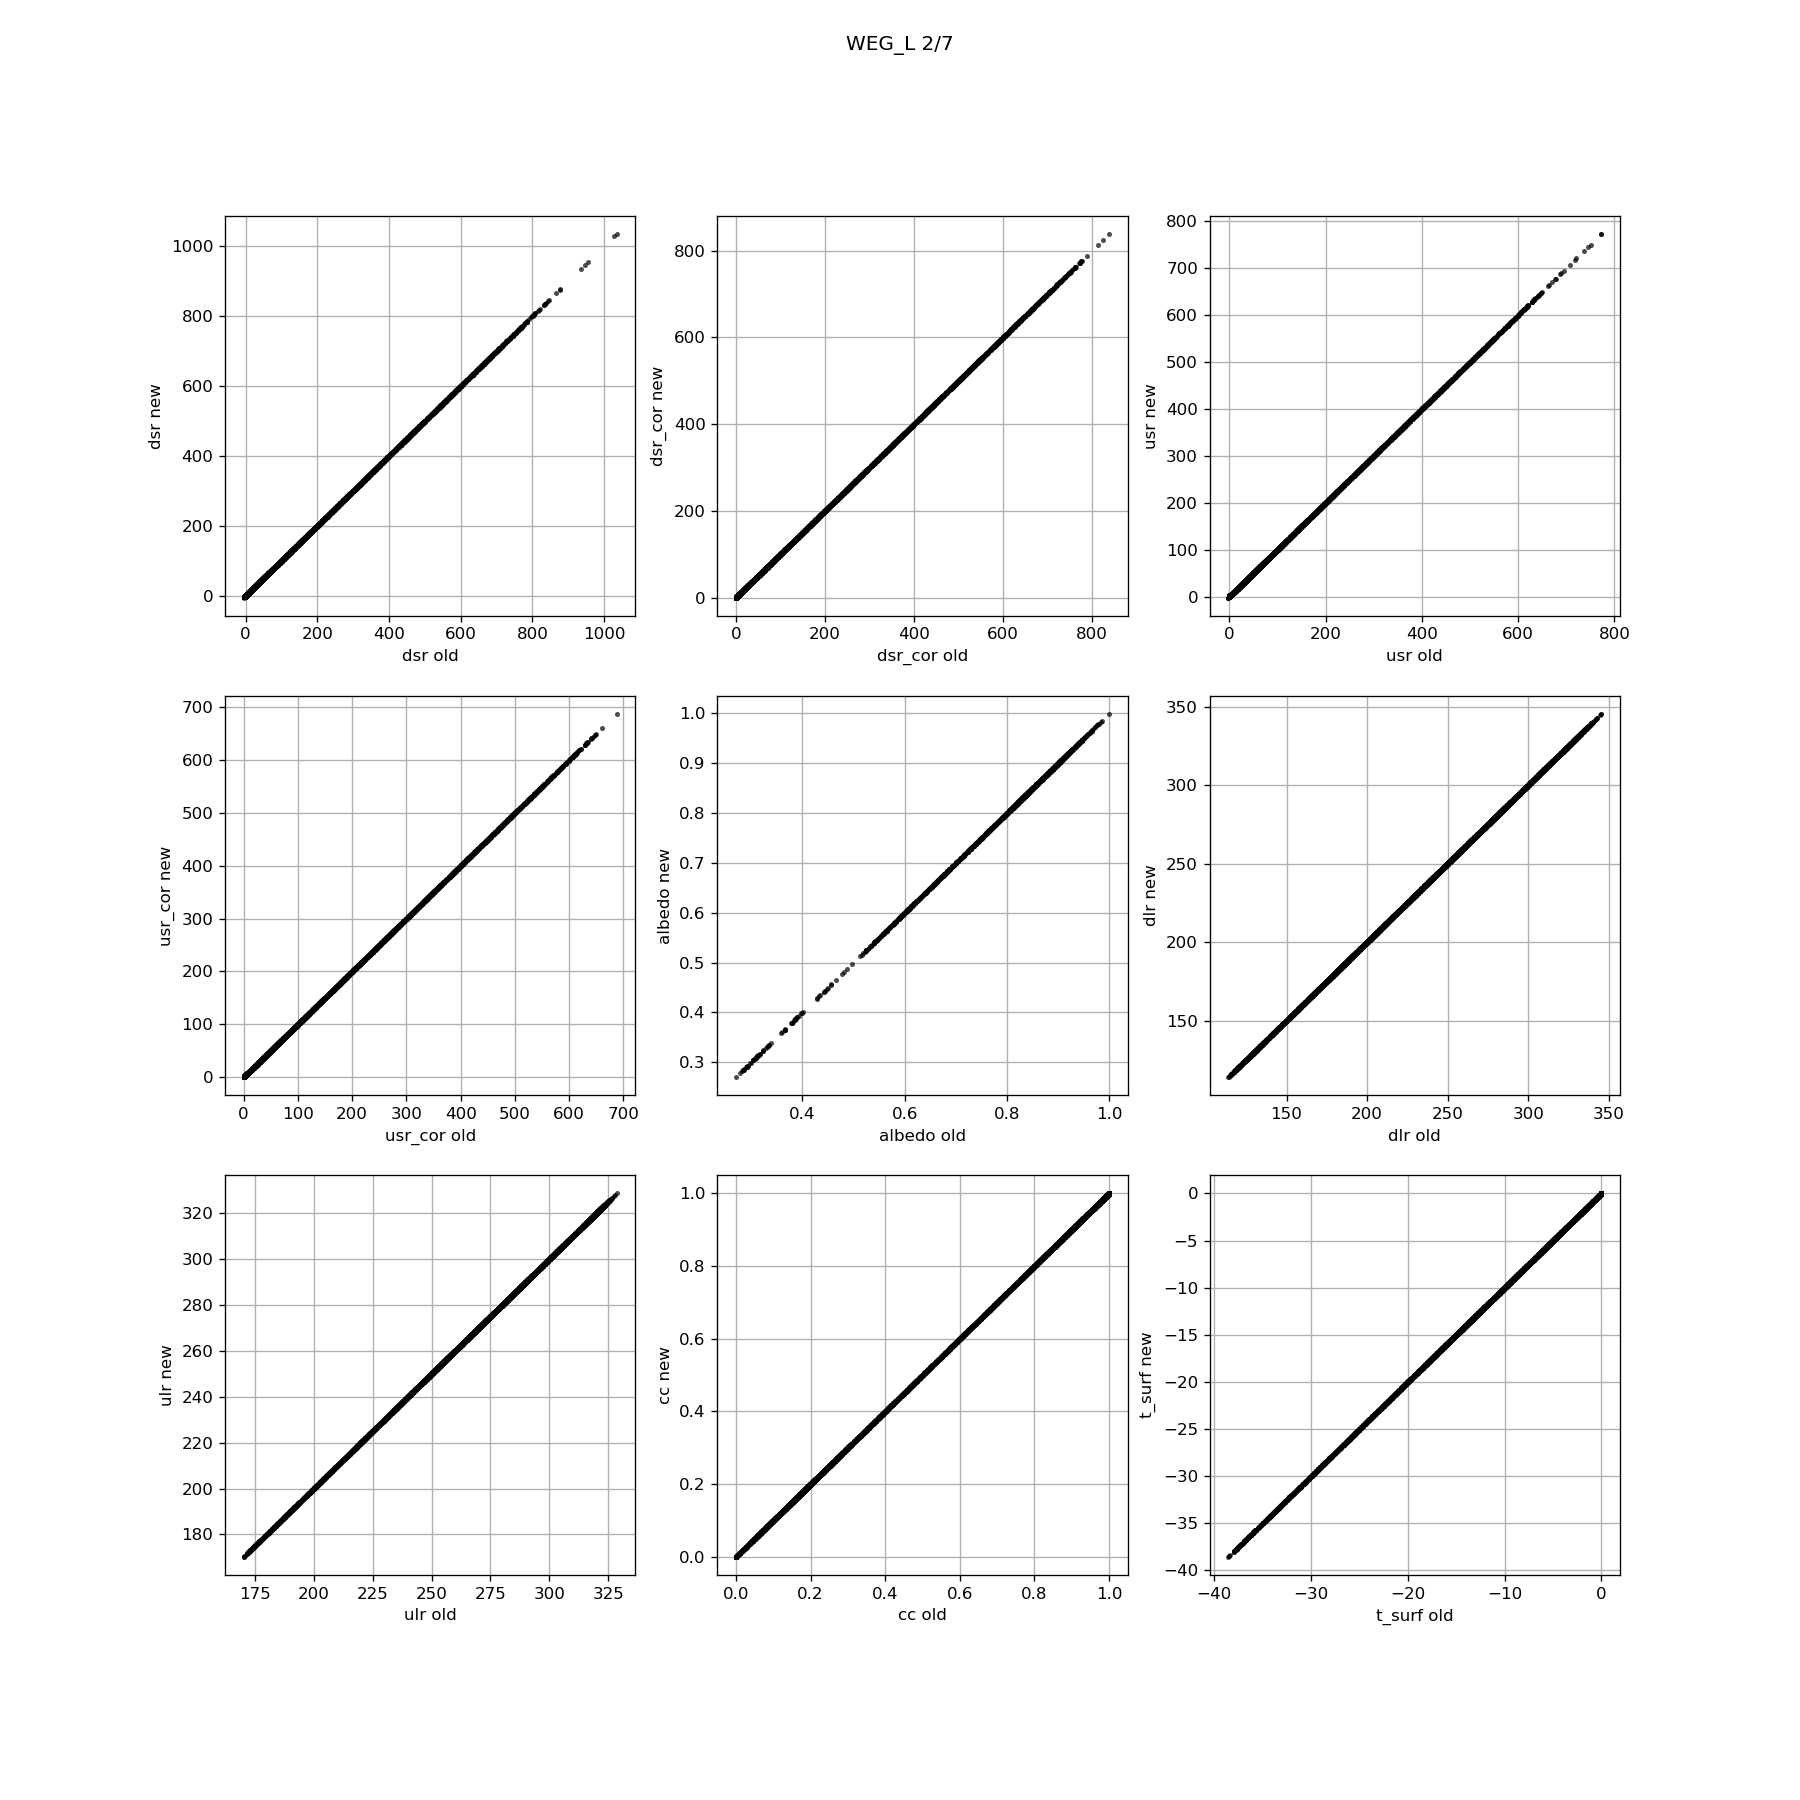 WEG_L 2/7
1000
800
600
400
200
0
dsr new
0 200 400 600 800 1000
dsr old
800
600
400
200
0
dsr_cor new
0 200 400 600 800
dsr_cor old
800
700
600
500
400
300
200
100
0
usr new
0 200 400 600 800
usr old
700
600
500
400
300
200
100
0
usr_cor new
0 100 200 300 400 500 600 700
usr_cor old
1.0
0.9
0.8
0.7
0.6
0.5
0.4
0.3
albedo new
0.4 0.6 0.8 1.0
albedo old
350
300
250
200
150
dlr new
150 200 250 300 350
dlr old
320
300
280
260
240
220
200
180
ulr new
175 200 225 250 275 300 325
ulr old
1.0
0.8
0.6
0.4
0.2
0.0
cc new
0.0 0.2 0.4 0.6 0.8 1.0
cc old
0
−5
−10
−15
−20
−25
−30
−35
−40
t_surf new
−40 −30 −20 −10 0
t_surf old